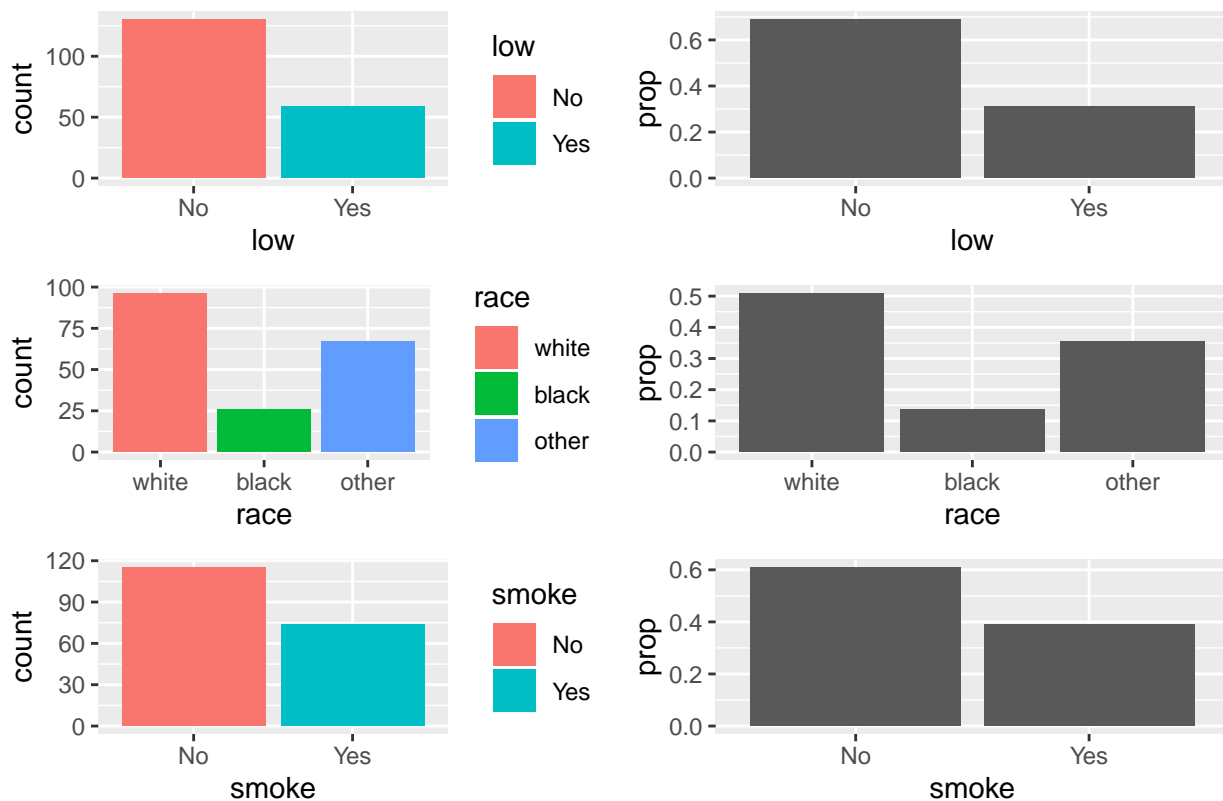 count
100
50
0
No
Yes
low
low
No
Yes
prop
0.6
0.4
0.2
0.0
No
Yes
low
count
100
75
50
25
0
white
black
other
race
race
white
black
other
prop
0.5
0.4
0.3
0.2
0.1
0.0
white
black
other
race
count
120
90
60
30
0
No
Yes
smoke
smoke
No
Yes
prop
0.6
0.4
0.2
0.0
No
Yes
smoke